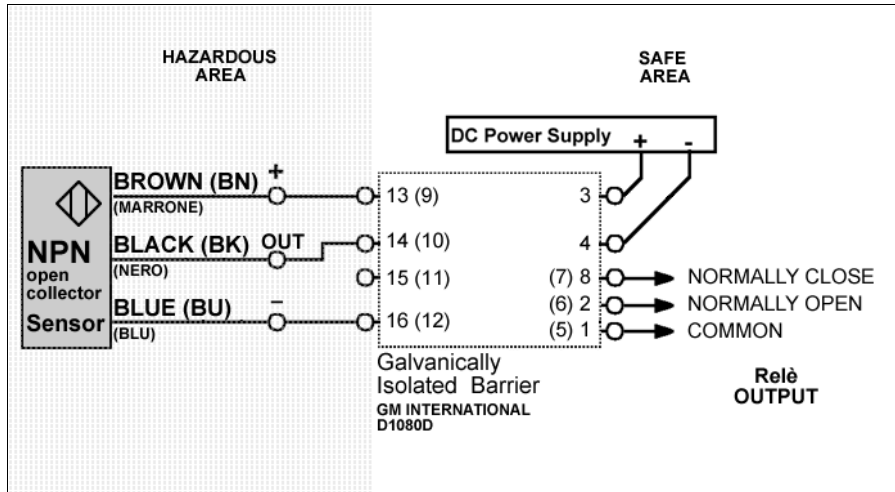 HAZARDOUS
AREA
SAFE
AREA
DC Power Supply + -
BROWN (BN) +
(MARRONE)
13 (9)
3
NPN
open
collector
Sensor
BLACK (BK) OUT
(NERO)
14 (10)
4
15 (11)
(7) 8 NORMALLY CLOSE
(6) 2 NORMALLY OPEN
BLUE (BU) -
(BLU)
16 (12)
(5) 1 COMMON
Galvanically
Isolated Barrier
GM INTERNATIONAL
D1080D
Relè
OUTPUT